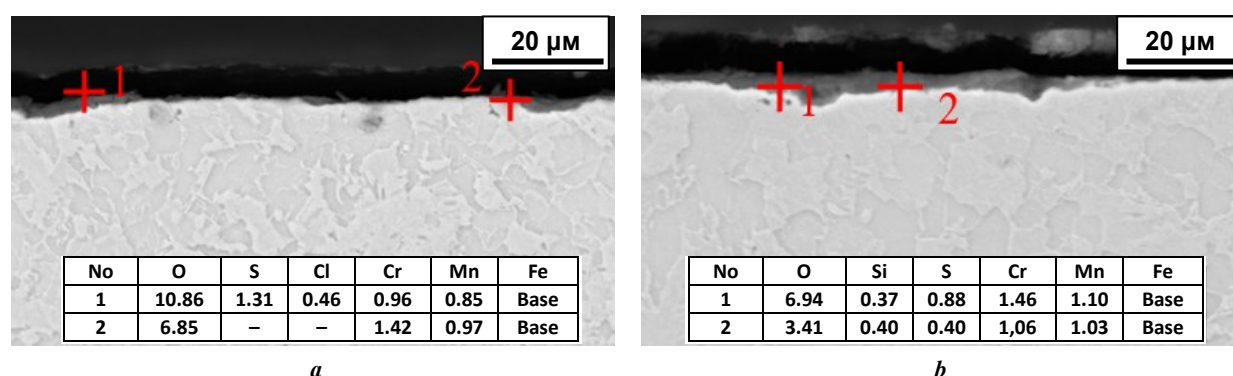 20 µм
1
2
No O S Cl Cr Mn Fe
1 10.86 1.31 0.46 0.96 0.85 Base
2 6.85 – – 1.42 0.97 Base
a
20 µм
1
2
No O Si S Cr Mn Fe
1 6.94 0.37 0.88 1.46 1.10 Base
2 3.41 0.40 0.40 1,06 1.03 Base
b